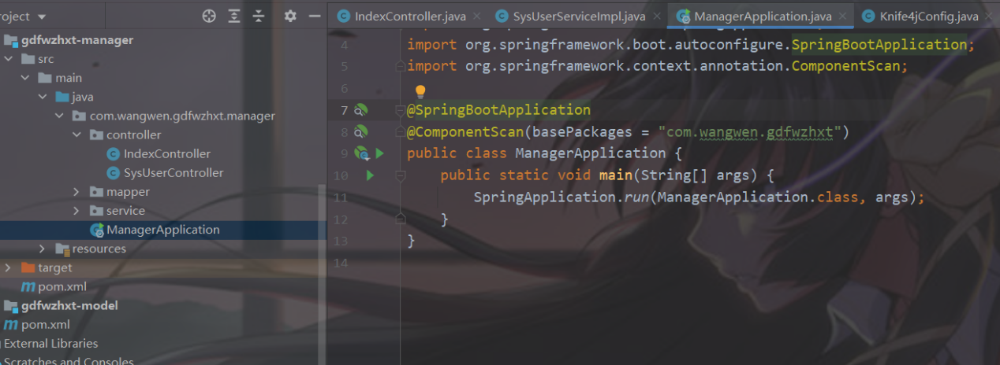 roject
IndexController.java
SysUserServiceImpl.java
ManagerApplication.java
Knife4jConfig.java
gdfwzhxt-manager
src
main
java
com.wangwen.gdfwzhxt.manager
controller
IndexController
SysUserController
mapper
service
ManagerApplication
resources
target
pom.xml
gdfwzhxt-model
pom.xml
External Libraries
Scratches and Consoles
4 import org.springframework.boot.autoconfigure.SpringBootApplication;
5 import org.springframework.context.annotation.ComponentScan;
6
7 @SpringBootApplication
8 @ComponentScan(basePackages = "com.wangwen.gdfwzhxt")
9 public class ManagerApplication {
10 public static void main(String[] args) {
11 SpringApplication.run(ManagerApplication.class, args);
12 }
13 }
14